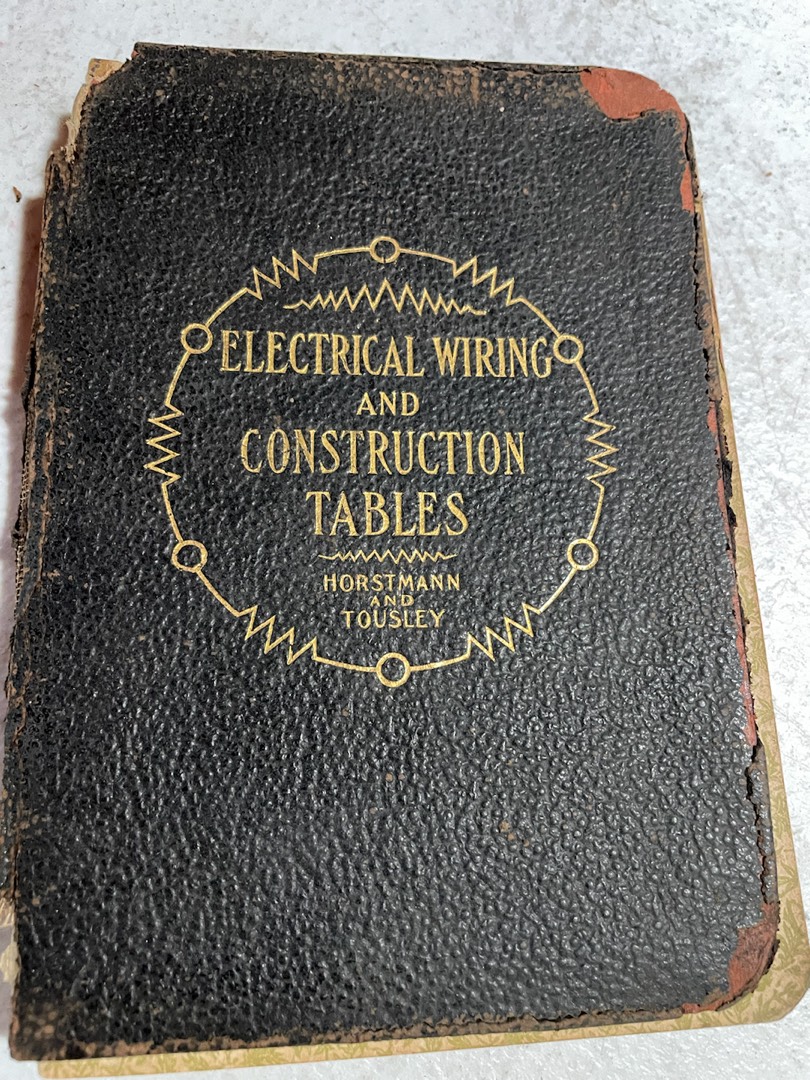 ELECTRICAL WIRING
AND
CONSTRUCTION
TABLES
HORSTMANN
AND
TOUSLEY